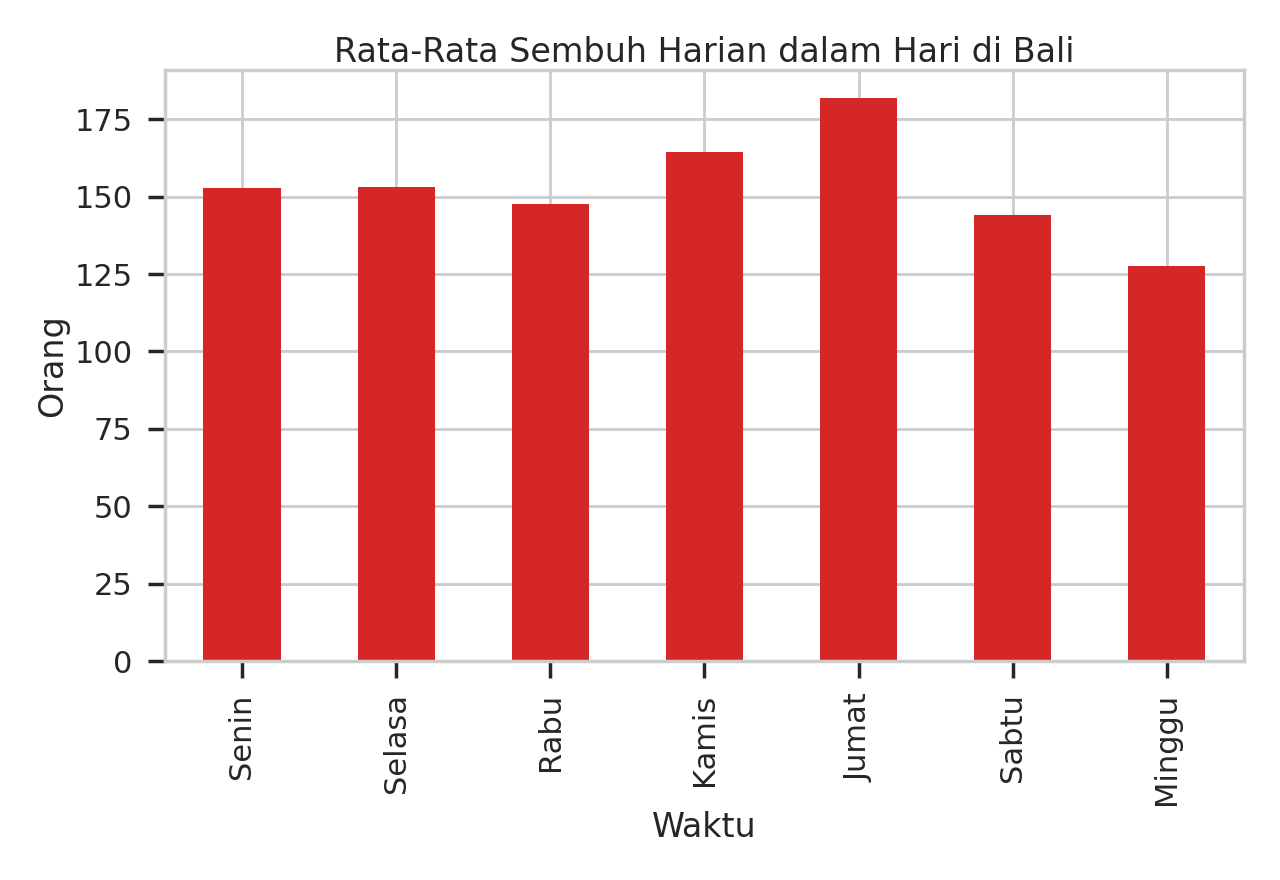 Rata-Rata Sembuh Harian dalam Hari di Bali
Orang
175
150
125
100
75
50
25
0
Senin
Selasa
Rabu
Kamis
Jumat
Sabtu
Minggu
Waktu